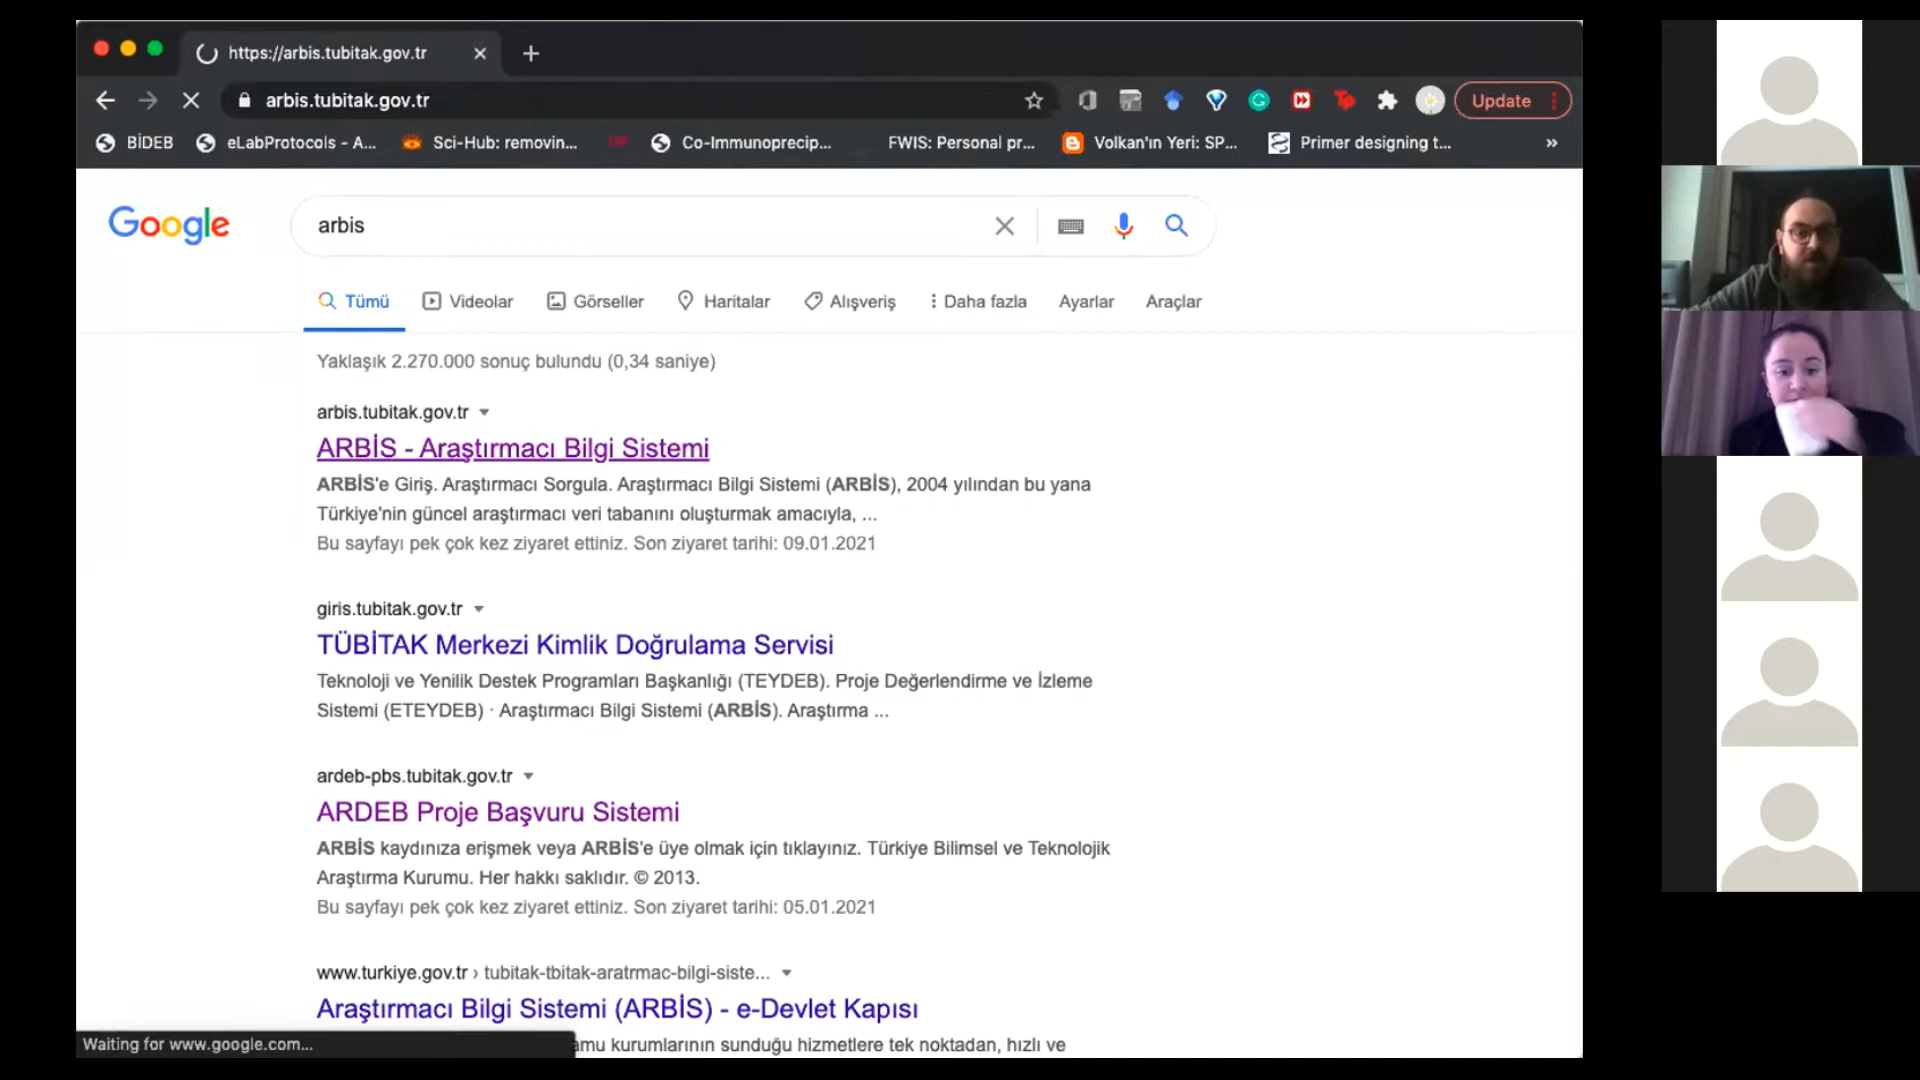 https://arbis.tubitak.gov.tr
arbis.tubitak.gov.tr
Update
BİDEB
eLabProtocols - A...
Sci-Hub: removin...
Co-Immunoprecip...
FWIS: Personal pr...
Volkan'ın Yeri: SP...
Primer designing t...
»
Google
arbis
Tümü
Videolar
Görseller
Haritalar
Alışveriş
Daha fazla
Ayarlar
Araçlar
Yaklaşık 2.270.000 sonuç bulundu (0,34 saniye)
arbis.tubitak.gov.tr
ARBİS - Araştırmacı Bilgi Sistemi
ARBİS'e Giriş. Araştırmacı Sorgula. Araştırmacı Bilgi Sistemi (ARBİS), 2004 yılından bu yana
Türkiye'nin güncel araştırmacı veri tabanını oluşturmak amacıyla, ...
Bu sayfayı pek çok kez ziyaret ettiniz. Son ziyaret tarihi: 09.01.2021
giris.tubitak.gov.tr
TÜBİTAK Merkezi Kimlik Doğrulama Servisi
Teknoloji ve Yenilik Destek Programları Başkanlığı (TEYDEB). Proje Değerlendirme ve İzleme
Sistemi (ETEYDEB) · Araştırmacı Bilgi Sistemi (ARBİS). Araştırma ...
ardeb-pbs.tubitak.gov.tr
ARDEB Proje Başvuru Sistemi
ARBİS kaydınıza erişmek veya ARBİS'e üye olmak için tıklayınız. Türkiye Bilimsel ve Teknolojik
Araştırma Kurumu. Her hakkı saklıdır. © 2013.
Bu sayfayı pek çok kez ziyaret ettiniz. Son ziyaret tarihi: 05.01.2021
www.turkiye.gov.tr › tubitak-tbitak-aratrmac-bilgi-siste...
Araştırmacı Bilgi Sistemi (ARBİS) - e-Devlet Kapısı
Waiting for www.google.com...
amu kurumlarının sunduğu hizmetlere tek noktadan, hızlı ve